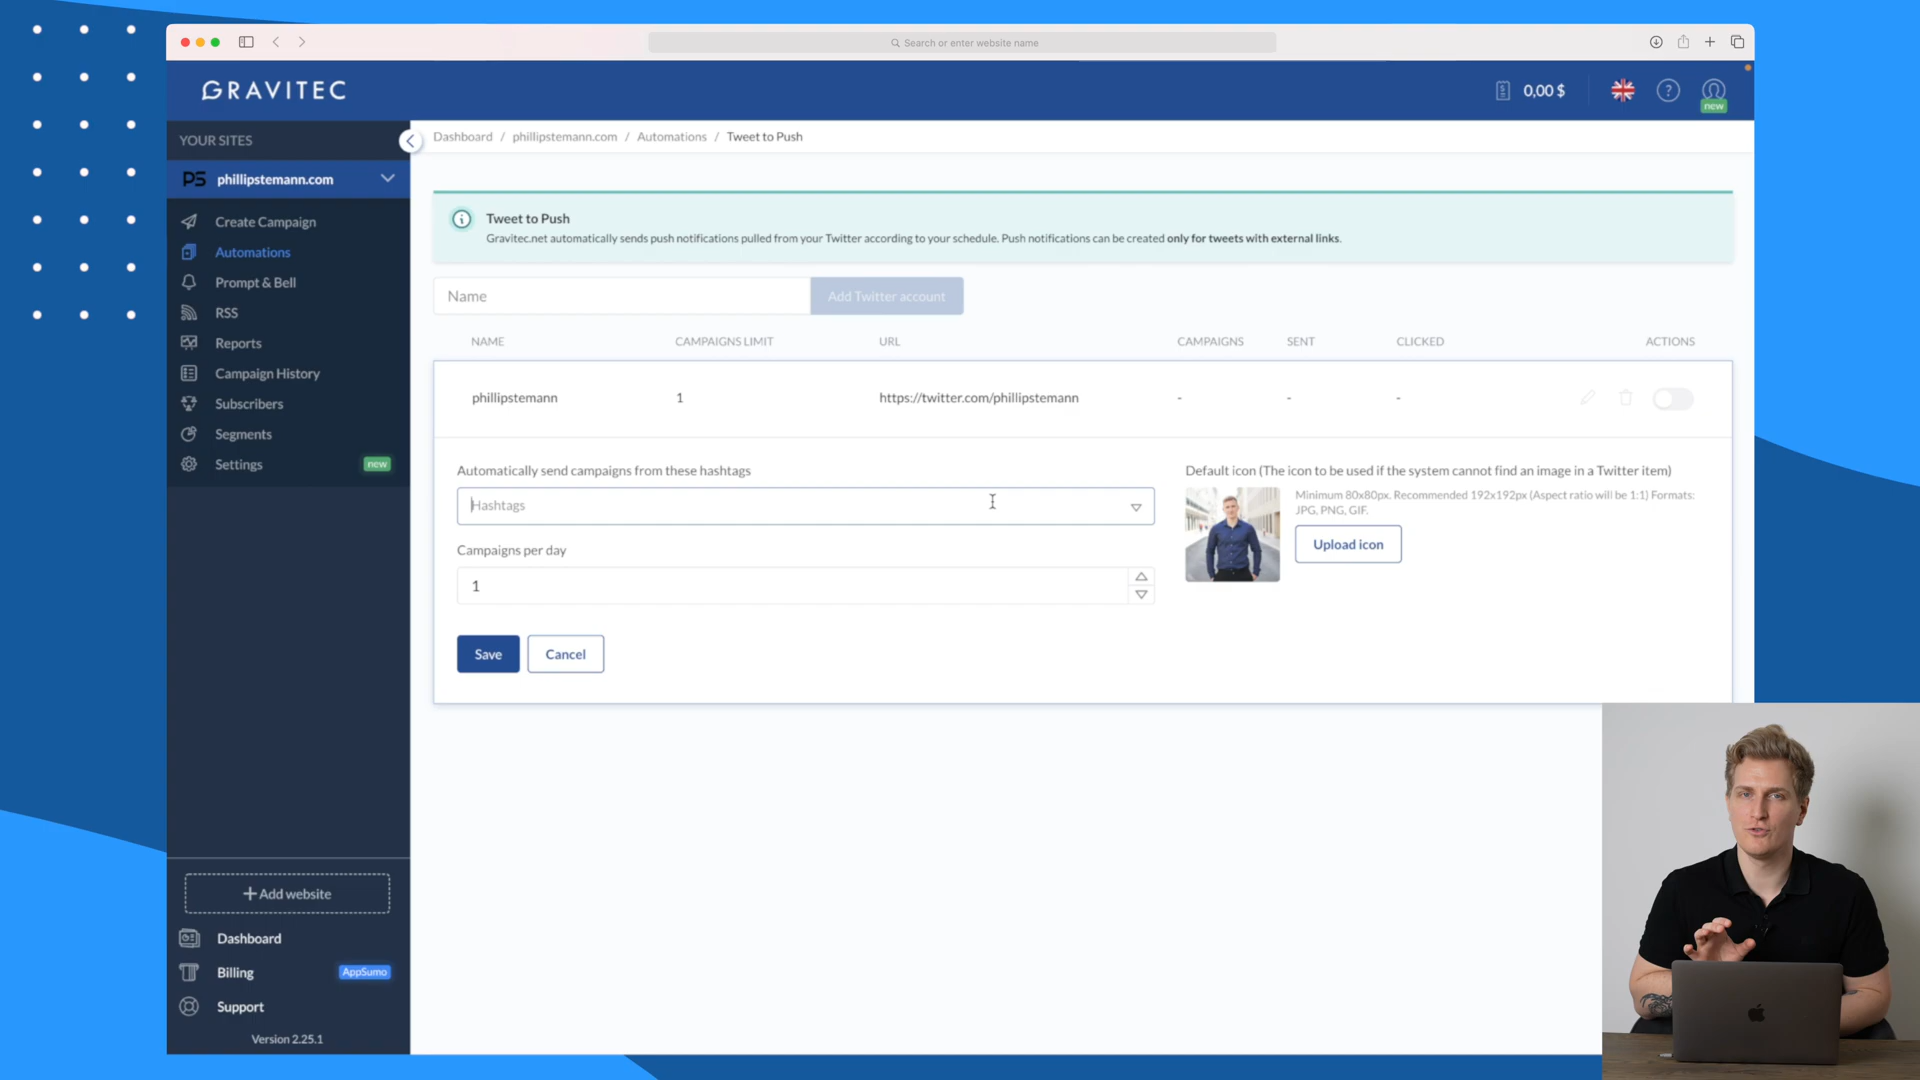 Search or enter website name
GRAVITEC
0,00 $
new
YOUR SITES
Dashboard / phillipstemann.com / Automations / Tweet to Push
PS phillipstemann.com
Create Campaign
Automations
Prompt & Bell
RSS
Reports
Campaign History
Subscribers
Segments
Settings new
Tweet to Push
Gravitec.net automatically sends push notifications pulled from your Twitter according to your schedule. Push notifications can be created only for tweets with external links.
Name Add Twitter account
NAME CAMPAIGNS LIMIT URL CAMPAIGNS SENT CLICKED ACTIONS
phillipstemann 1 https://twitter.com/phillipstemann - - -
Automatically send campaigns from these hashtags
Hashtags
Campaigns per day
1
Save Cancel
Default icon (The icon to be used if the system cannot find an image in a Twitter item)
Minimum 80x80px. Recommended 192x192px (Aspect ratio will be 1:1) Formats:
JPG, PNG, GIF.
Upload icon
+ Add website
Dashboard
Billing AppSumo
Support
Version 2.25.1